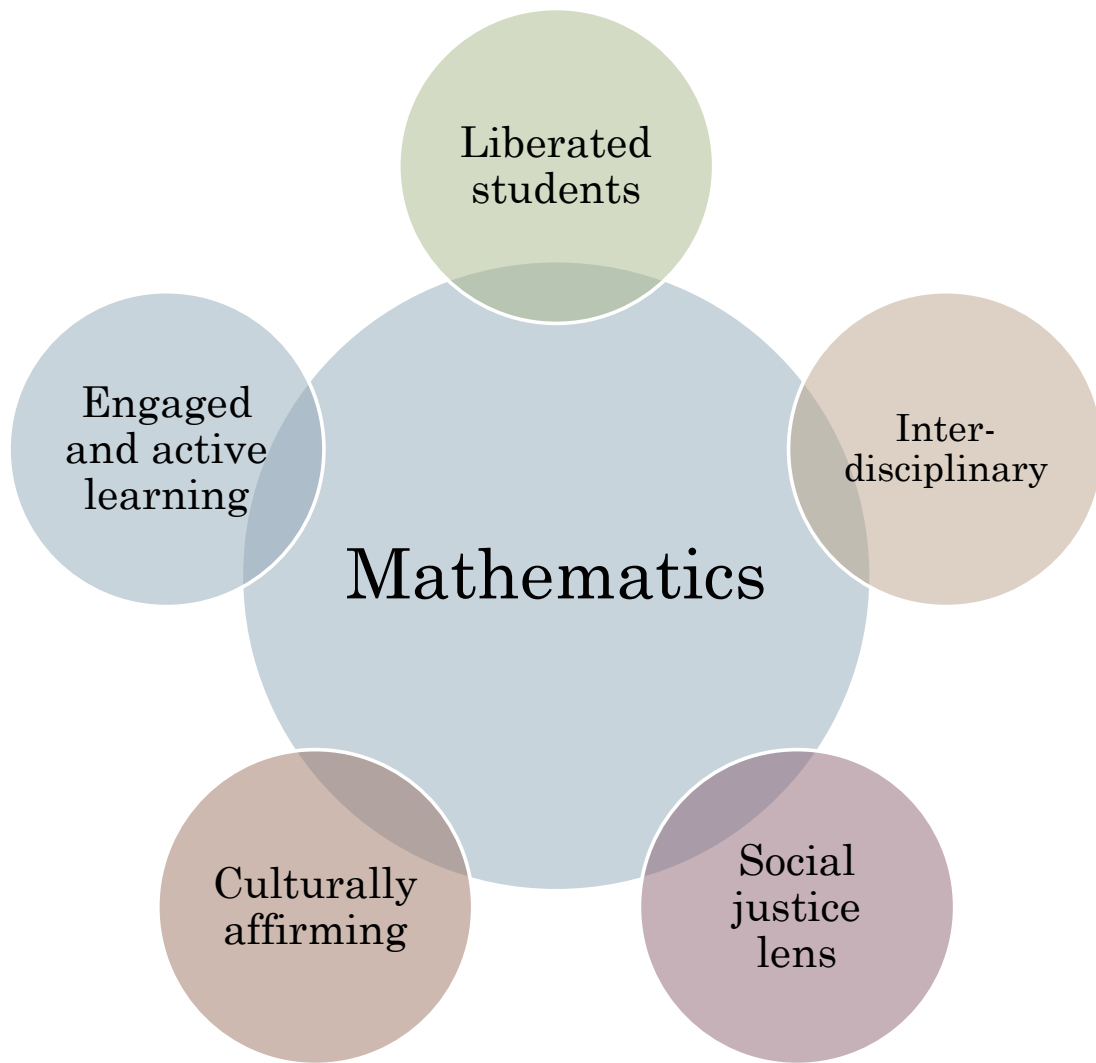 Liberated
students
Engaged
and active
learning
Inter-
disciplinary
Mathematics
Culturally
affirming
Social
justice
lens